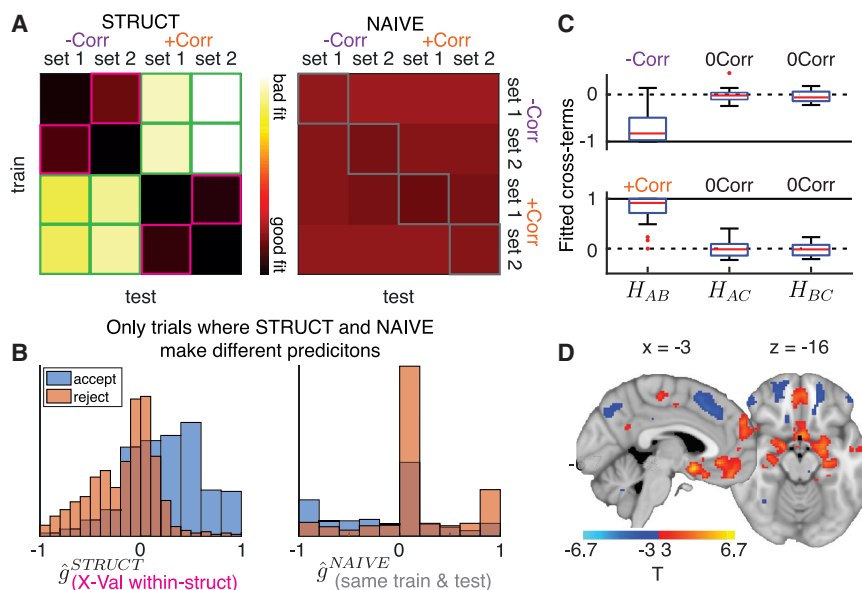 A
STRUCT
-Corr +Corr
set 1 set 2 set 1 set 2
train
test
bad fit
good fit
NAIVE
-Corr +Corr
set 1 set 2 set 1 set 2
set 1
set 2
-Corr
set 1
set 2
+Corr
test
C
-Corr 0Corr 0Corr
0
-1
+Corr 0Corr 0Corr
1
0
Fitted cross-terms
H_AB H_AC H_BC
Only trials where STRUCT and NAIVE
make different predicitons
B
accept
reject
-1 0 1
ĝ^STRUCT
(X-Val within-struct)
-1 0 1
ĝ^NAIVE
(same train & test)
D
x = -3 z = -16
-6.7 -3 3 6.7
T